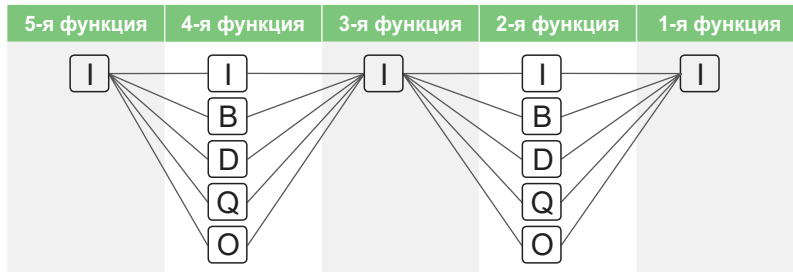 5-я функция 4-я функция 3-я функция 2-я функция 1-я функция
I I I I I
B B
D D
Q Q
O O